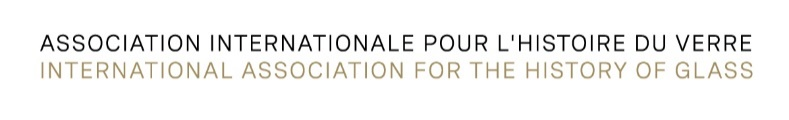 ASSOCIATION INTERNATIONALE POUR L'HISTOIRE DU VERRE
INTERNATIONAL ASSOCIATION FOR THE HISTORY OF GLASS